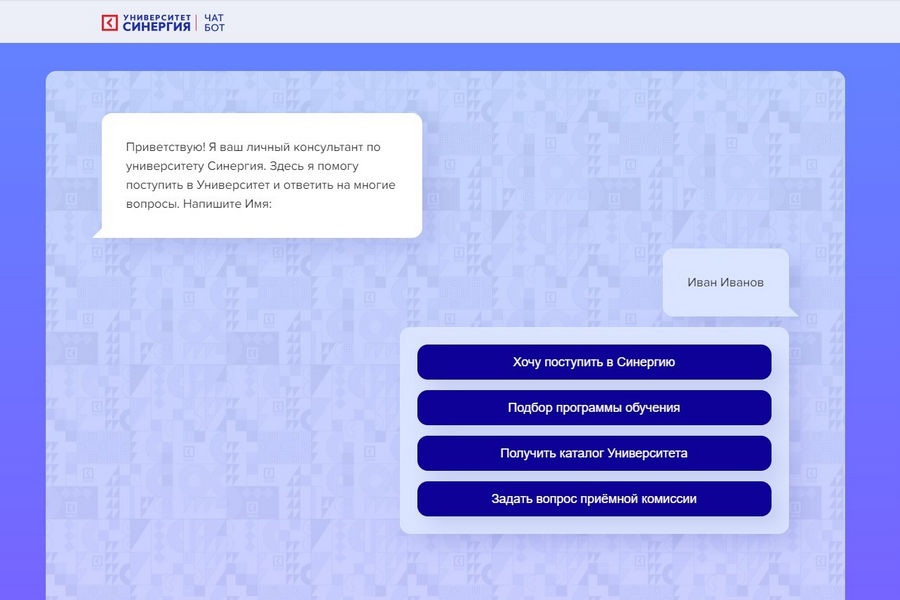 УНИВЕРСИТЕТ
СИНЕРГИЯ
ЧАТ
БОТ
Приветствую! Я ваш личный консультант по
университету Синергия. Здесь я помогу
поступить в Университет и ответить на многие
вопросы. Напишите Имя:
Иван Иванов
Хочу поступить в Синергию
Подбор программы обучения
Получить каталог Университета
Задать вопрос приёмной комиссии